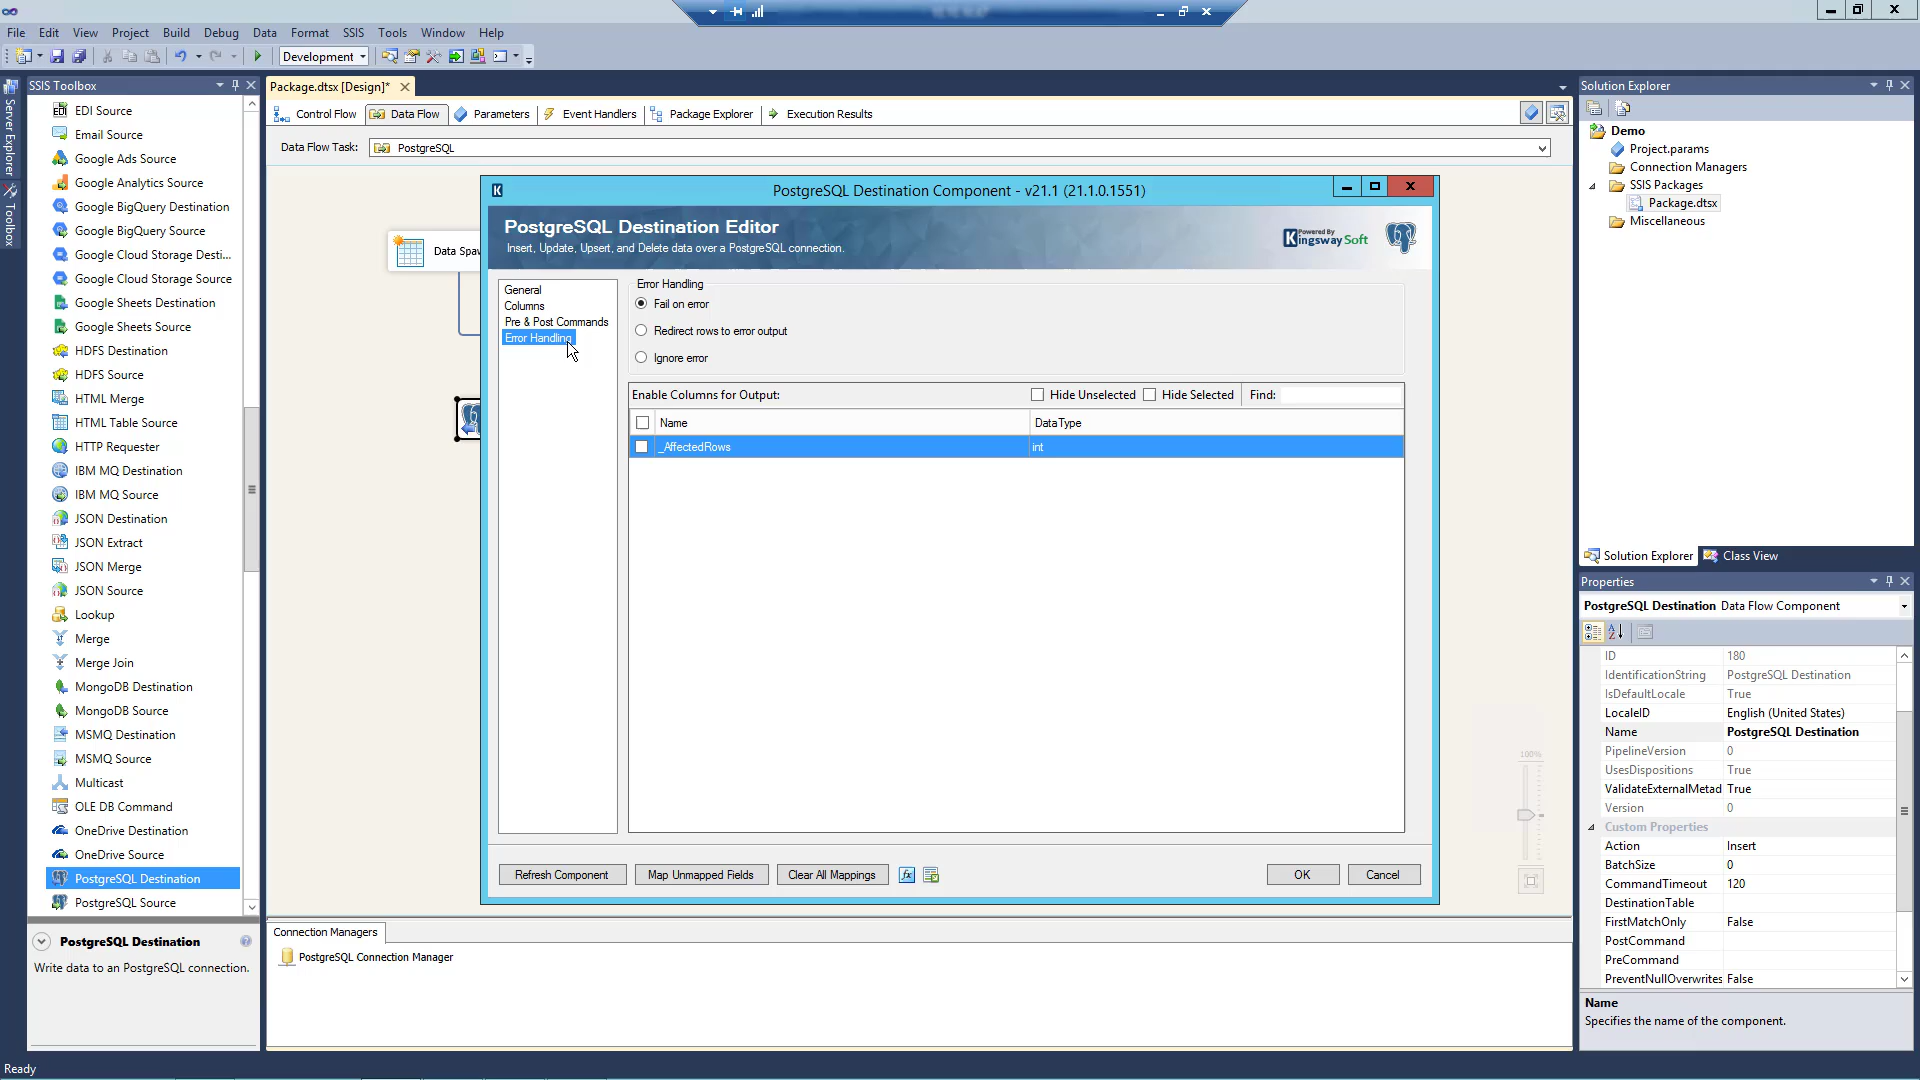 File Edit View Project Build Debug Data Format SSIS Tools Window Help
Development
Server Explorer
Toolbox
SSIS Toolbox
EDI Source
Email Source
Google Ads Source
Google Analytics Source
Google BigQuery Destination
Google BigQuery Source
Google Cloud Storage Desti...
Google Cloud Storage Source
Google Sheets Destination
Google Sheets Source
HDFS Destination
HDFS Source
HTML Merge
HTML Table Source
HTTP Requester
IBM MQ Destination
IBM MQ Source
JSON Destination
JSON Extract
JSON Merge
JSON Source
Lookup
Merge
Merge Join
MongoDB Destination
MongoDB Source
MSMQ Destination
MSMQ Source
Multicast
OLE DB Command
OneDrive Destination
OneDrive Source
PostgreSQL Destination
PostgreSQL Source
PostgreSQL Destination
Write data to an PostgreSQL connection.
Package.dtsx [Design]*
Control Flow Data Flow Parameters Event Handlers Package Explorer Execution Results
Data Flow Task: PostgreSQL
Data Spaw
PostgreSQL Destination Component - v21.1 (21.1.0.1551)
PostgreSQL Destination Editor
Insert, Update, Upsert, and Delete data over a PostgreSQL connection.
Powered By
KingswaySoft
General
Columns
Pre & Post Commands
Error Handling
Error Handling
Fail on error
Redirect rows to error output
Ignore error
Enable Columns for Output: Hide Unselected Hide Selected Find:
Name DataType
_AffectedRows int
Refresh Component Map Unmapped Fields Clear All Mappings fx OK Cancel
100%
Connection Managers
PostgreSQL Connection Manager
Solution Explorer
Demo
Project.params
Connection Managers
SSIS Packages
Package.dtsx
Miscellaneous
Solution Explorer Class View
Properties
PostgreSQL Destination Data Flow Component
ID 180
IdentificationString PostgreSQL Destination
IsDefaultLocale True
LocaleID English (United States)
Name PostgreSQL Destination
PipelineVersion 0
UsesDispositions True
ValidateExternalMetad True
Version 0
Custom Properties
Action Insert
BatchSize 0
CommandTimeout 120
DestinationTable
FirstMatchOnly False
PostCommand
PreCommand
PreventNullOverwrites False
Name
Specifies the name of the component.
Ready